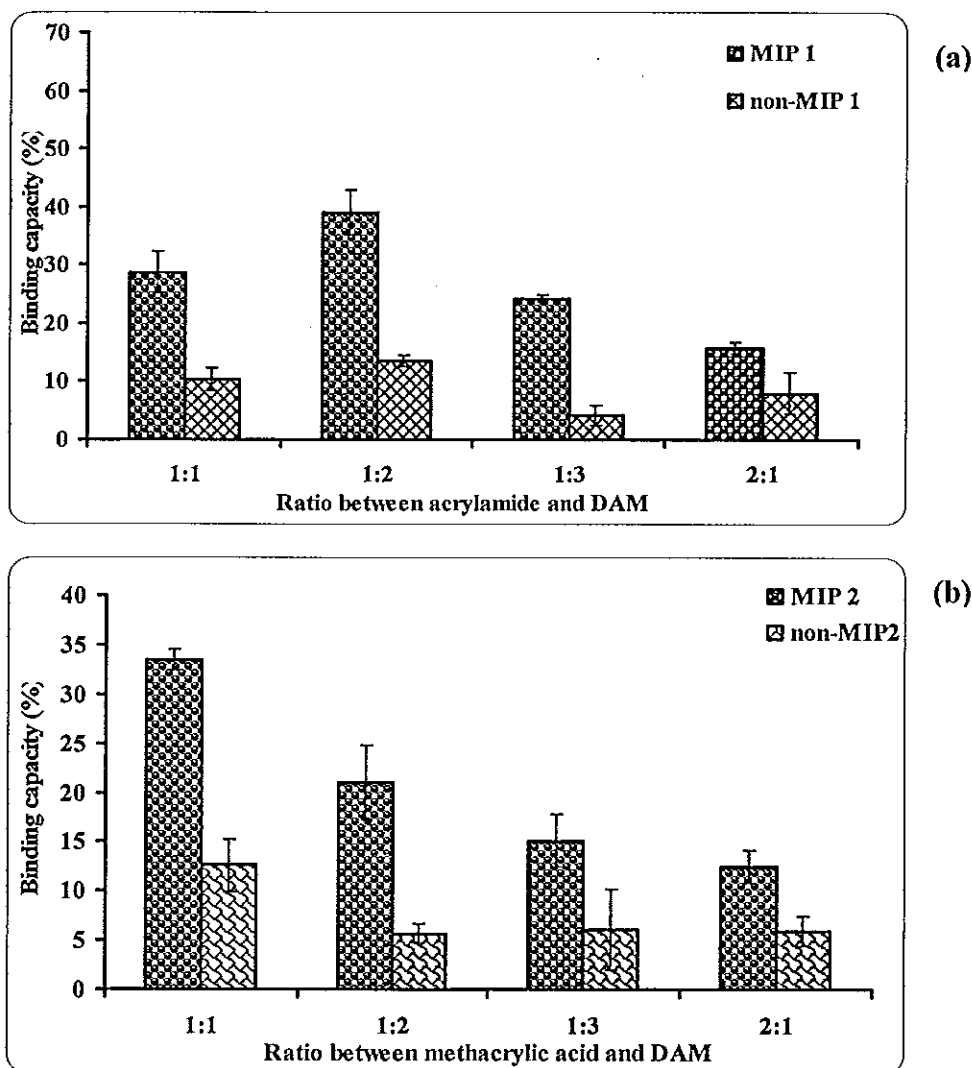 (a)
70
60
50
40
30
20
10
0
Binding capacity (%)
MIP 1
non-MIP 1
1:1 1:2 1:3 2:1
Ratio between acrylamide and DAM
(b)
40
35
30
25
20
15
10
5
0
Binding capacity (%)
MIP 2
non-MIP2
1:1 1:2 1:3 2:1
Ratio between methacrylic acid and DAM